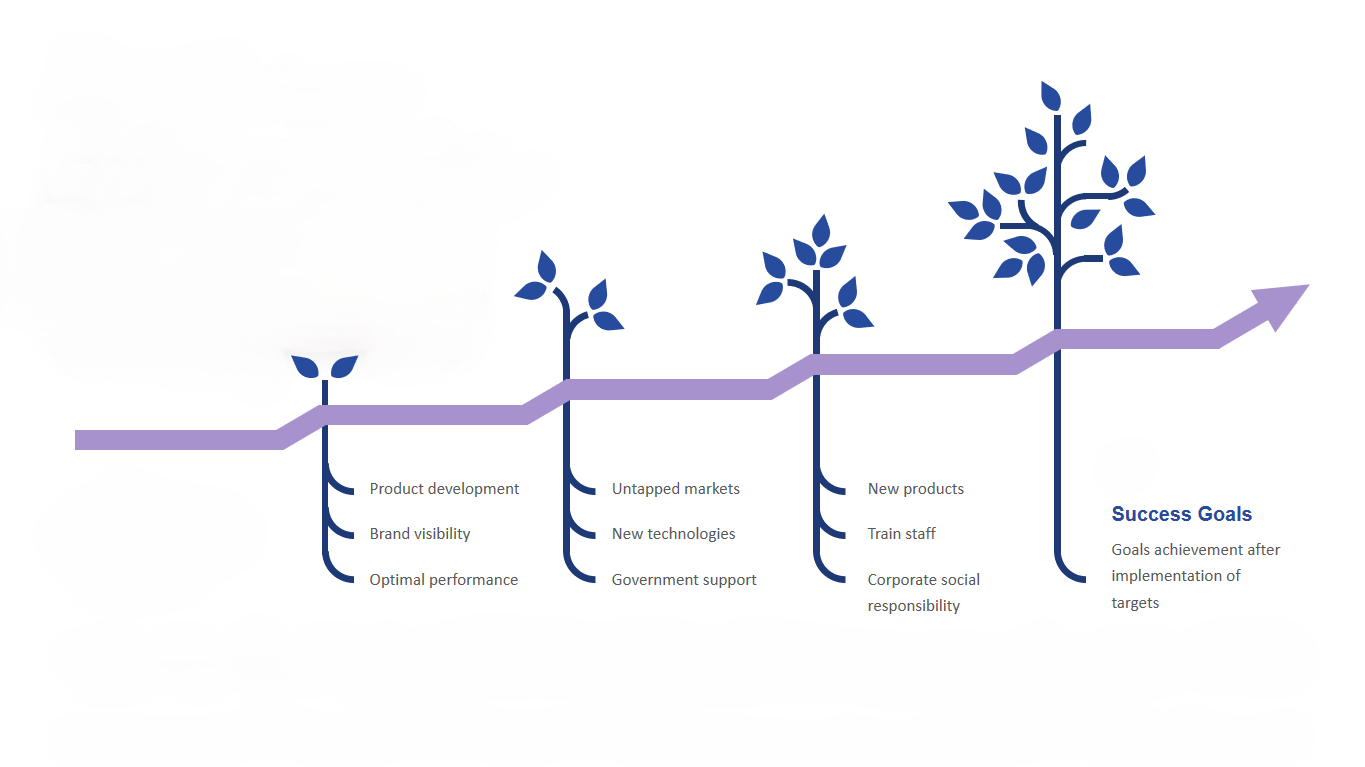 Product development
Brand visibility
Optimal performance
Untapped markets
New technologies
Government support
New products
Train staff
Corporate social
responsibility
Success Goals
Goals achievement after
implementation of
targets